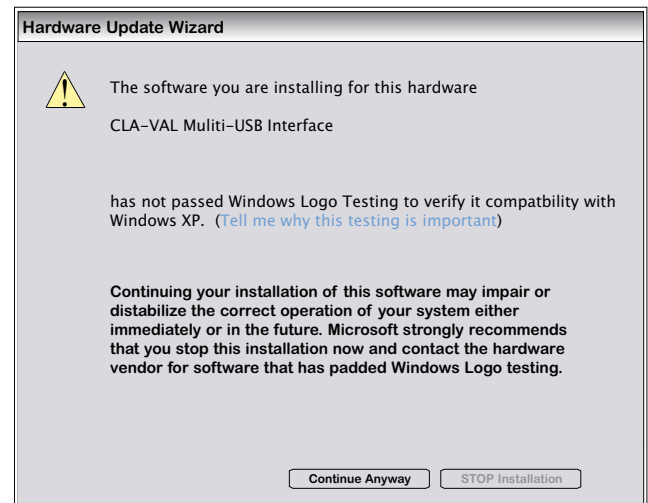 Hardware Update Wizard
The software you are installing for this hardware
CLA-VAL Muliti-USB Interface
has not passed Windows Logo Testing to verify it compatbility with
Windows XP. (Tell me why this testing is important)
Continuing your installation of this software may impair or
distabilize the correct operation of your system either
immediately or in the future. Microsoft strongly recommends
that you stop this installation now and contact the hardware
vendor for software that has padded Windows Logo testing.
Continue Anyway STOP Installation